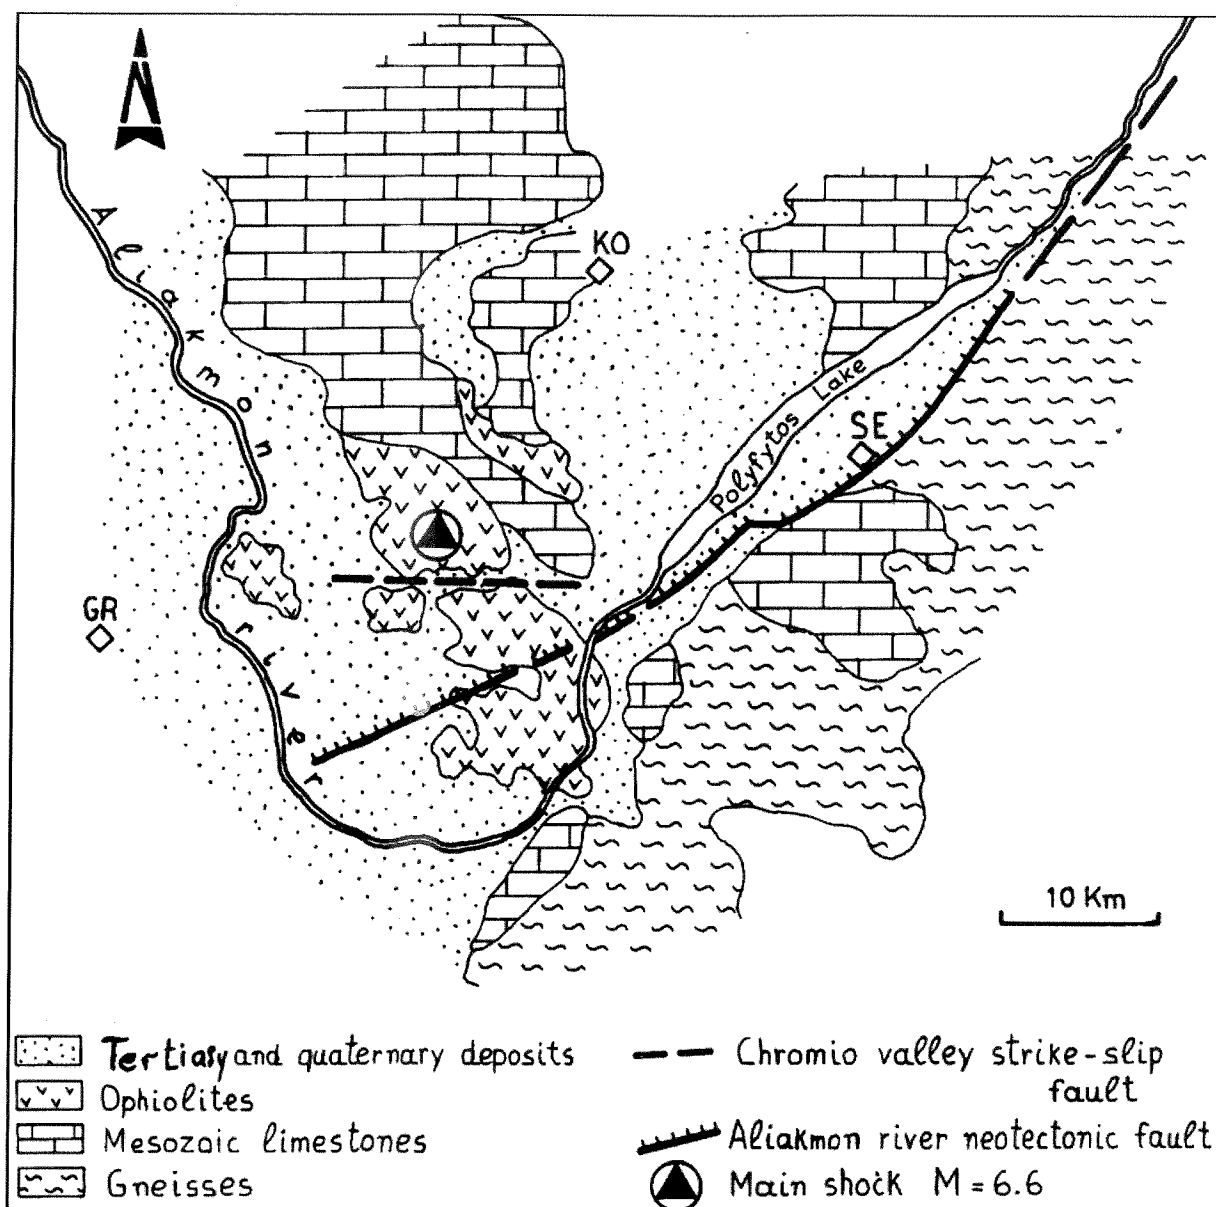 N
KO
Aliakmon river
Polyfytos Lake
SE
GR
10 Km
Tertiary and quaternary deposits
Ophiolites
Mesozoic limestones
Gneisses
Chromio valley strike-slip
fault
Aliakmon river neotectonic fault
Main shock M = 6.6